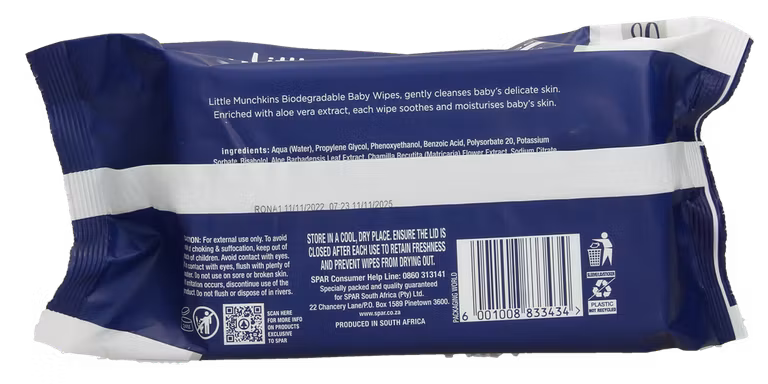 80
Little Munchkins Biodegradable Baby Wipes, gently cleanses baby's delicate skin.
Enriched with aloe vera extract, each wipe soothes and moisturises baby's skin.
ingredients: Aqua (Water), Propylene Glycol, Phenoxyethanol, Benzoic Acid, Polysorbate 20, Potassium
Sorbate, Bisabolol, Aloe Barbadensis Leaf Extract, Chamilla Recutita (Matricaria) Flower Extract, Sodium Citrate
RONA1 11/11/2022 07 23 11/11/2025
For external use only. To avoid
choking & suffocation, keep out of
of children. Avoid contact with eyes.
contact with eyes, flush with plenty of
Do not use on sore or broken skin.
occurs, discontinue use of the
Do not flush or dispose of in rivers.
STORE IN A COOL, DRY PLACE. ENSURE THE LID IS
CLOSED AFTER EACH USE TO RETAIN FRESHNESS
AND PREVENT WIPES FROM DRYING OUT.
SPAR Consumer Help Line: 0860 313141
Specially packed and quality guaranteed
for SPAR South Africa (Pty) Ltd.
22 Chancery Lane/P.O. Box 1589 Pinetown 3600.
www.spar.co.za
PRODUCED IN SOUTH AFRICA
SCAN HERE
FOR MORE INFO
ON PRODUCTS
EXCLUSIVE
TO SPAR
PACKAGING WORLD
6 001008 833434 >
PLASTIC
NOT RECYCLED